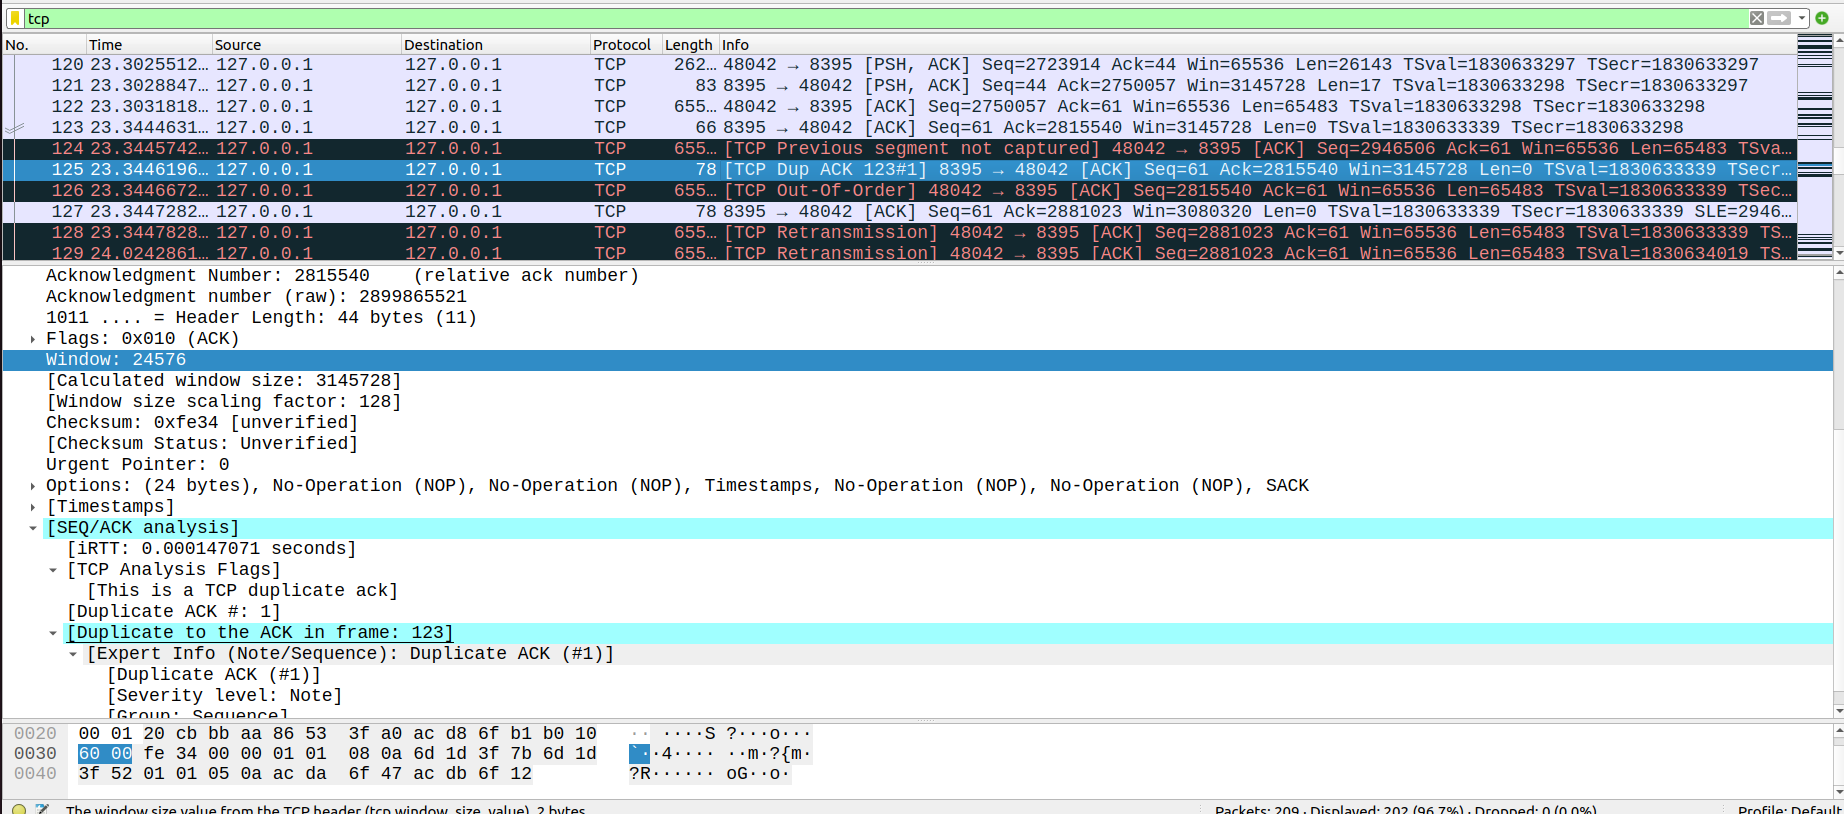 tcp
No. Time Source Destination Protocol Length Info
120 23.3025512… 127.0.0.1 127.0.0.1 TCP 262… 48042 → 8395 [PSH, ACK] Seq=2723914 Ack=44 Win=65536 Len=26143 TSval=1830633297 TSecr=1830633297
121 23.3028847… 127.0.0.1 127.0.0.1 TCP 83 8395 → 48042 [PSH, ACK] Seq=44 Ack=2750057 Win=3145728 Len=17 TSval=1830633298 TSecr=1830633297
122 23.3031818… 127.0.0.1 127.0.0.1 TCP 655… 48042 → 8395 [ACK] Seq=2750057 Ack=61 Win=65536 Len=65483 TSval=1830633298 TSecr=1830633298
123 23.3444631… 127.0.0.1 127.0.0.1 TCP 66 8395 → 48042 [ACK] Seq=61 Ack=2815540 Win=3145728 Len=0 TSval=1830633339 TSecr=1830633298
124 23.3445742… 127.0.0.1 127.0.0.1 TCP 655… [TCP Previous segment not captured] 48042 → 8395 [ACK] Seq=2946506 Ack=61 Win=65536 Len=65483 TSva…
125 23.3446196… 127.0.0.1 127.0.0.1 TCP 78 [TCP Dup ACK 123#1] 8395 → 48042 [ACK] Seq=61 Ack=2815540 Win=3145728 Len=0 TSval=1830633339 TSecr…
126 23.3446672… 127.0.0.1 127.0.0.1 TCP 655… [TCP Out-Of-Order] 48042 → 8395 [ACK] Seq=2815540 Ack=61 Win=65536 Len=65483 TSval=1830633339 TSec…
127 23.3447282… 127.0.0.1 127.0.0.1 TCP 78 8395 → 48042 [ACK] Seq=61 Ack=2881023 Win=3080320 Len=0 TSval=1830633339 TSecr=1830633339 SLE=2946…
128 23.3447828… 127.0.0.1 127.0.0.1 TCP 655… [TCP Retransmission] 48042 → 8395 [ACK] Seq=2881023 Ack=61 Win=65536 Len=65483 TSval=1830633339 TS…
129 24.0242861… 127.0.0.1 127.0.0.1 TCP 655… [TCP Retransmission] 48042 → 8395 [ACK] Seq=2881023 Ack=61 Win=65536 Len=65483 TSval=1830634019 TS…
Acknowledgment Number: 2815540    (relative ack number)
Acknowledgment number (raw): 2899865521
1011 .... = Header Length: 44 bytes (11)
Flags: 0x010 (ACK)
Window: 24576
[Calculated window size: 3145728]
[Window size scaling factor: 128]
Checksum: 0xfe34 [unverified]
[Checksum Status: Unverified]
Urgent Pointer: 0
Options: (24 bytes), No-Operation (NOP), No-Operation (NOP), Timestamps, No-Operation (NOP), No-Operation (NOP), SACK
[Timestamps]
[SEQ/ACK analysis]
[iRTT: 0.000147071 seconds]
[TCP Analysis Flags]
[This is a TCP duplicate ack]
[Duplicate ACK #: 1]
[Duplicate to the ACK in frame: 123]
[Expert Info (Note/Sequence): Duplicate ACK (#1)]
[Duplicate ACK (#1)]
[Severity level: Note]
[Group: Sequence]
0020 00 01 20 cb bb aa 86 53 3f a0 ac d8 6f b1 b0 10 ·· ····S ?···o···
0030 60 00 fe 34 00 00 01 01 08 0a 6d 1d 3f 7b 6d 1d `··4···· ··m·?{m·
0040 3f 52 01 01 05 0a ac da 6f 47 ac db 6f 12 ?R······ oG··o·
The window size value from the TCP header (tcp.window_size_value), 2 bytes Packets: 209 · Displayed: 202 (96.7%) · Dropped: 0 (0.0%) Profile: Default